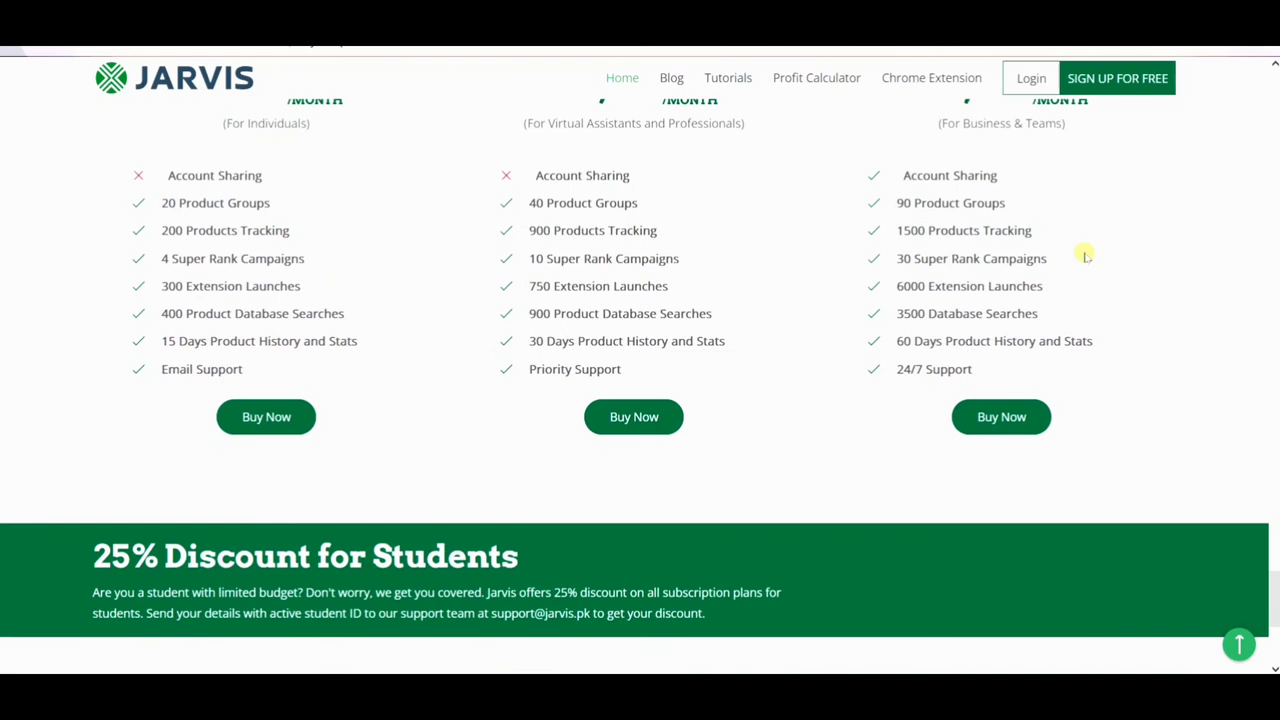 JARVIS
Home Blog Tutorials Profit Calculator Chrome Extension Login SIGN UP FOR FREE
/MONTH /MONTH /MONTH
(For Individuals) (For Virtual Assistants and Professionals) (For Business & Teams)
Account Sharing Account Sharing Account Sharing
20 Product Groups 40 Product Groups 90 Product Groups
200 Products Tracking 900 Products Tracking 1500 Products Tracking
4 Super Rank Campaigns 10 Super Rank Campaigns 30 Super Rank Campaigns
300 Extension Launches 750 Extension Launches 6000 Extension Launches
400 Product Database Searches 900 Product Database Searches 3500 Database Searches
15 Days Product History and Stats 30 Days Product History and Stats 60 Days Product History and Stats
Email Support Priority Support 24/7 Support
Buy Now Buy Now Buy Now
25% Discount for Students
Are you a student with limited budget? Don't worry, we get you covered. Jarvis offers 25% discount on all subscription plans for
students. Send your details with active student ID to our support team at support@jarvis.pk to get your discount.